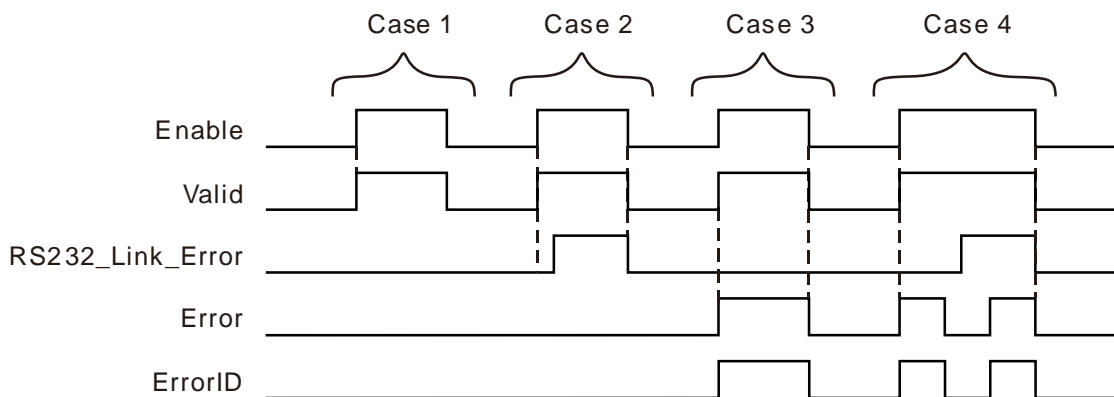 Case 1
Case 2
Case 3
Case 4
Enable
Valid
RS232_Link_Error
Error
ErrorID